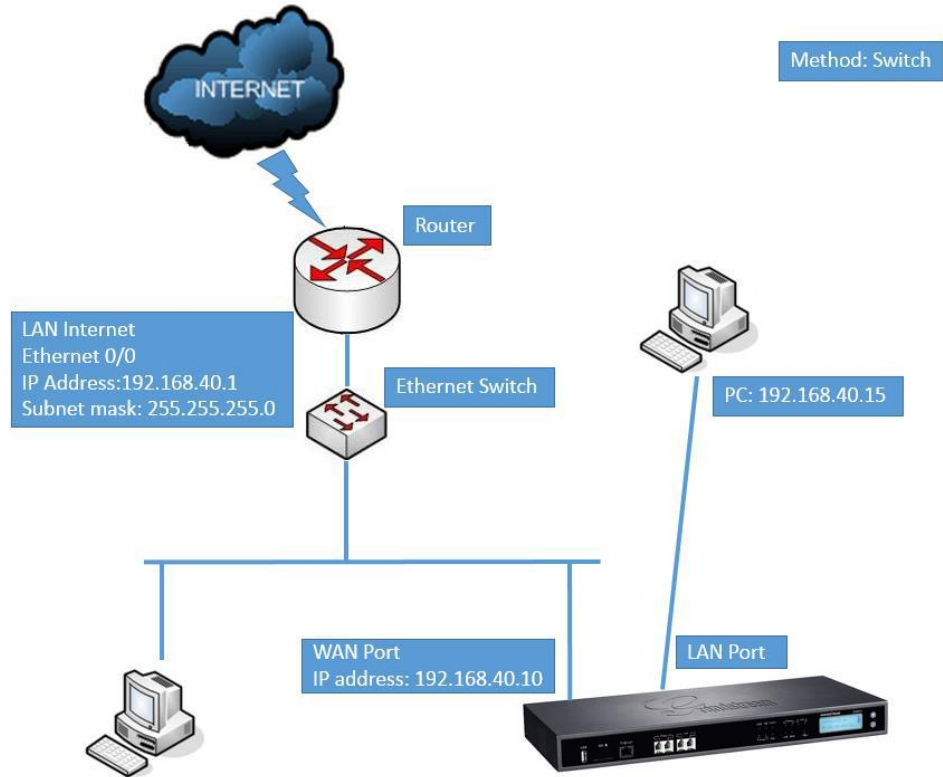 INTERNET
Method: Switch
Router
LAN Internet
Ethernet 0/0
IP Address:192.168.40.1
Subnet mask: 255.255.255.0
Ethernet Switch
PC: 192.168.40.15
WAN Port
IP address: 192.168.40.10
LAN Port